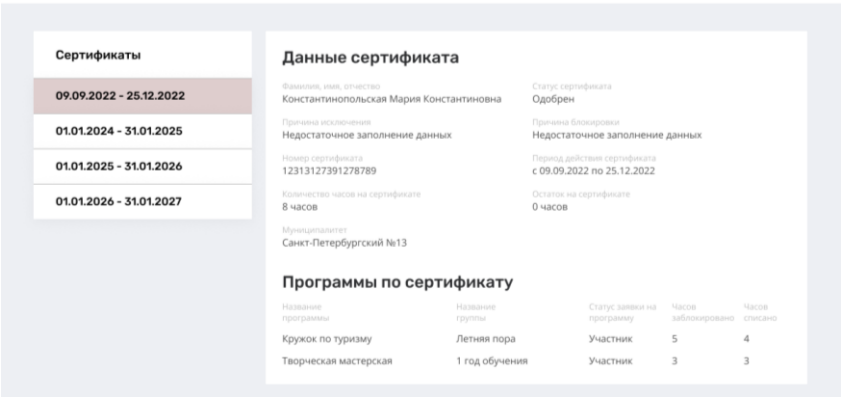 Сертификаты
09.09.2022 - 25.12.2022
01.01.2024 - 31.01.2025
01.01.2025 - 31.01.2026
01.01.2026 - 31.01.2027
Данные сертификата
Фамилия, имя, отчество
Константинопольская Мария Константиновна
Статус сертификата
Одобрен
Причина исключения
Недостаточное заполнение данных
Причина блокировки
Недостаточное заполнение данных
Номер сертификата
12313127391278789
Период действия сертификата
с 09.09.2022 по 25.12.2022
Количество часов на сертификате
8 часов
Остаток на сертификате
0 часов
Муниципалитет
Санкт-Петербургский №13
Программы по сертификату
Название программы
Название группы
Статус заявки на программу
Часов заблокировано
Часов списано
Кружок по туризму Летняя пора Участник 5 4
Творческая мастерская 1 год обучения Участник 3 3